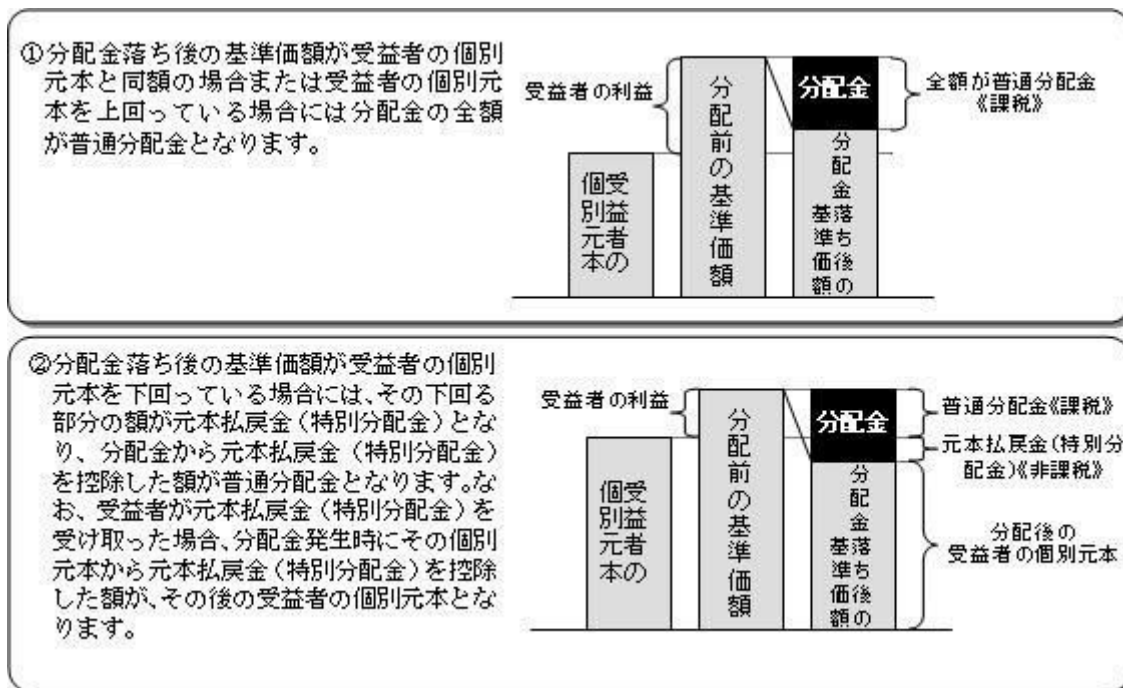 ①分配金落ち後の基準価額が受益者の個別
元本と同額の場合または受益者の個別元
本を上回っている場合には分配金の全額
が普通分配金となります。
受益者の利益
受益者の
個別元本
分配前の基準価額
分配金
分配金落ち後の
基準価額
全額が普通分配金
《課税》
②分配金落ち後の基準価額が受益者の個別
元本を下回っている場合には、その下回る
部分の額が元本払戻金(特別分配金)とな
り、分配金から元本払戻金(特別分配金)
を控除した額が普通分配金となります。な
お、受益者が元本払戻金(特別分配金)を
受け取った場合、分配金発生時にその個別
元本から元本払戻金(特別分配金)を控除
した額が、その後の受益者の個別元本とな
ります。
受益者の利益
受益者の
個別元本
分配前の基準価額
分配金
分配金落ち後の
基準価額
普通分配金《課税》
元本払戻金(特別分
配金)《非課税》
分配後の
受益者の個別元本